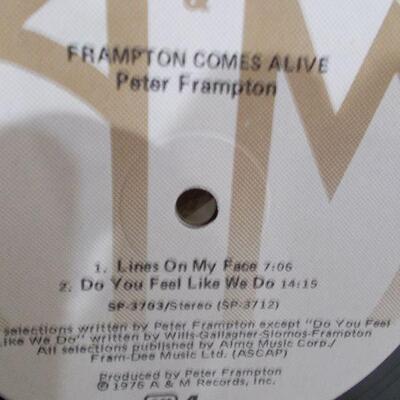 &
FRAMPTON COMES ALIVE
Peter Frampton
1. Lines On My Face 7:06
2. Do You Feel Like We Do 14:15
SP-3703/Stereo (SP-3712)
selections written by Peter Frampton except "Do You Feel
Like We Do" written by Wills-Gallagher-Siomos-Frampton
All selections published by Almo Music Corp./
Fram-Dee Music Ltd. (ASCAP)
Produced by Peter Frampton
© 1976 A & M Records, Inc.